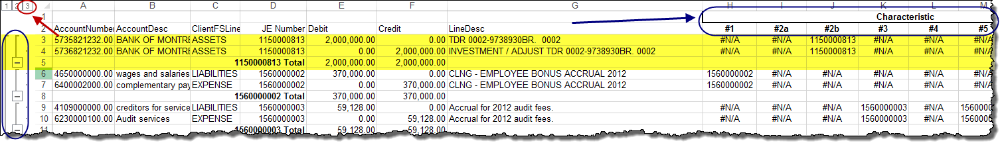 1 2 3 A B C D E F G H I J K L M
1 Characteristic
2 AccountNumber AccountDesc ClientFSLine JE Number Debit Credit LineDesc #1 #2a #2b #3 #4 #5
3 5735821232.00 BANK OF MONTRE ASSETS 1150000813 2,000,000.00 0.00 TDR 0002-9738930BR. 0002 #N/A #N/A 1150000813 #N/A #N/A #N/A
4 5736821232.00 BANK OF MONTRE ASSETS 1150000813 0.00 2,000,000.00 INVESTMENT / ADJUST TDR 0002-9738930BR. 0002 #N/A #N/A 1150000813 #N/A #N/A #N/A
5 1150000813 Total 2,000,000.00 2,000,000.00
6 4650000000.00 wages and salaries LIABILITIES 1560000002 370,000.00 0.00 CLNG - EMPLOYEE BONUS ACCRUAL 2012 1560000002 #N/A #N/A #N/A #N/A #N/A
7 6400002000.00 complementary pay EXPENSE 1560000002 0.00 370,000.00 CLNG - EMPLOYEE BONUS ACCRUAL 2012 1560000002 #N/A #N/A #N/A #N/A #N/A
8 1560000002 Total 370,000.00 370,000.00
9 4109000000.00 creditors for service LIABILITIES 1560000003 59,128.00 0.00 Accrual for 2012 audit fees. #N/A #N/A #N/A 1560000003 #N/A 156000
10 6230000100.00 Audit services EXPENSE 1560000003 0.00 59,128.00 Accrual for 2012 audit fees. #N/A #N/A #N/A 1560000003 #N/A 15600
11 1560000003 Total 59,128.00 59,128.00